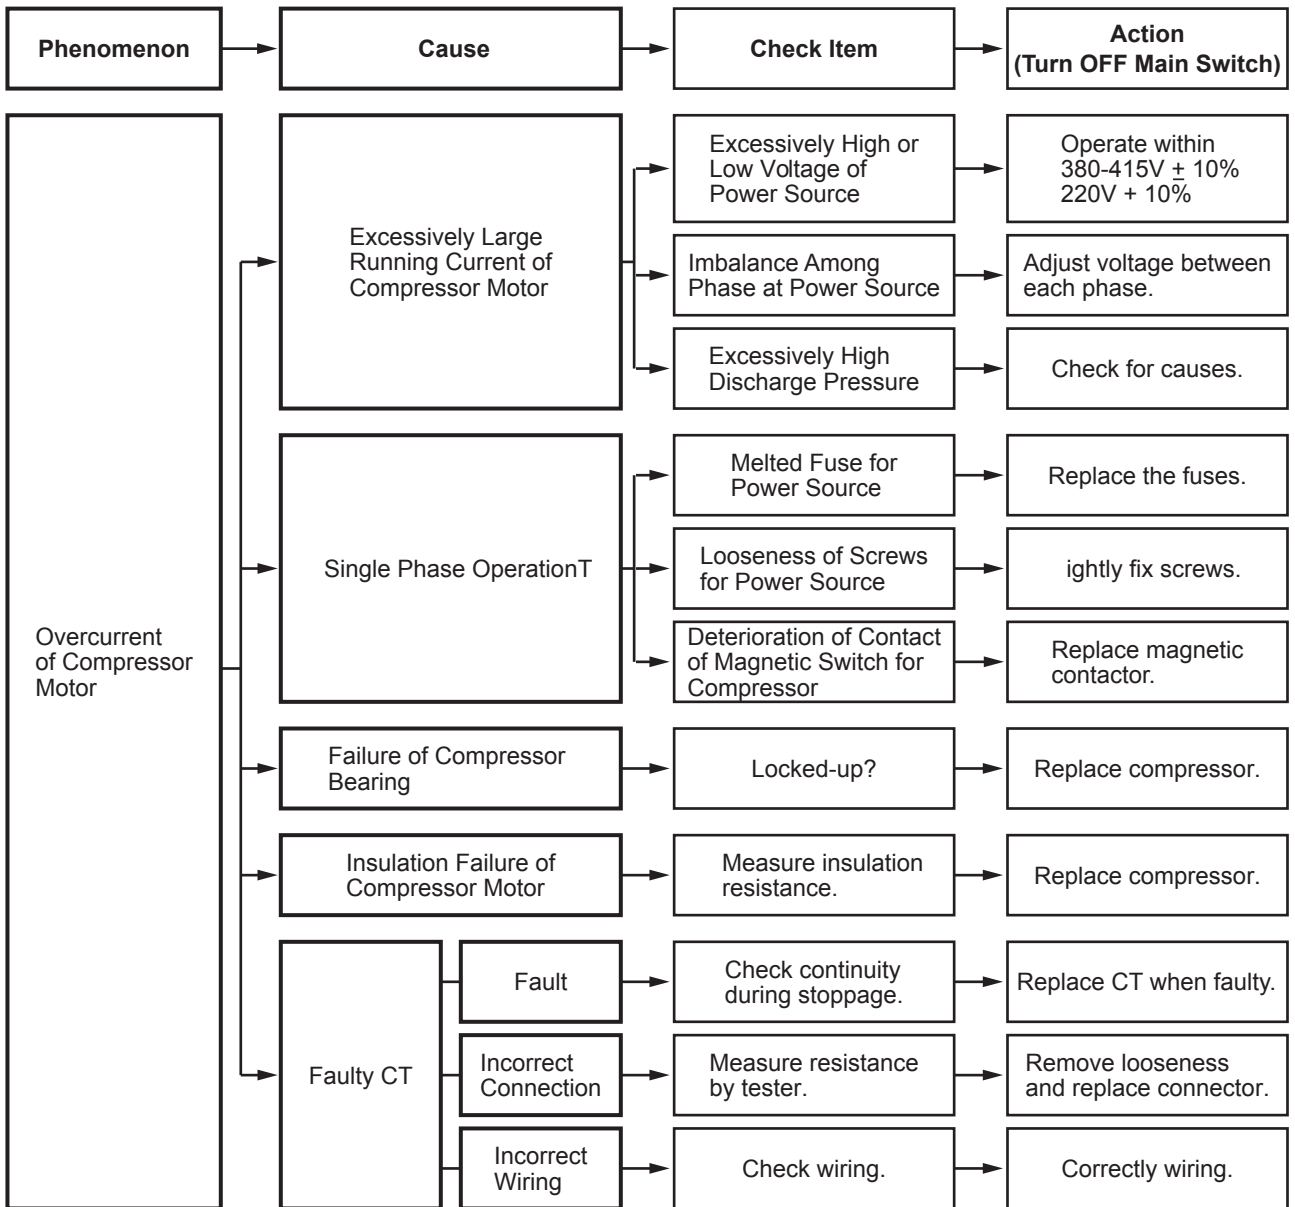 Phenomenon
Cause
Check Item
Action
(Turn OFF Main Switch)
Overcurrent
of Compressor
Motor
Excessively Large
Running Current of
Compressor Motor
Excessively High or
Low Voltage of
Power Source
Operate within
380-415V ± 10%
220V + 10%
Imbalance Among
Phase at Power Source
Adjust voltage between
each phase.
Excessively High
Discharge Pressure
Check for causes.
Single Phase OperationT
Melted Fuse for
Power Source
Replace the fuses.
Looseness of Screws
for Power Source
ightly fix screws.
Deterioration of Contact
of Magnetic Switch for
Compressor
Replace magnetic
contactor.
Failure of Compressor
Bearing
Locked-up?
Replace compressor.
Insulation Failure of
Compressor Motor
Measure insulation
resistance.
Replace compressor.
Faulty CT
Fault
Check continuity
during stoppage.
Replace CT when faulty.
Incorrect
Connection
Measure resistance
by tester.
Remove looseness
and replace connector.
Incorrect
Wiring
Check wiring.
Correctly wiring.